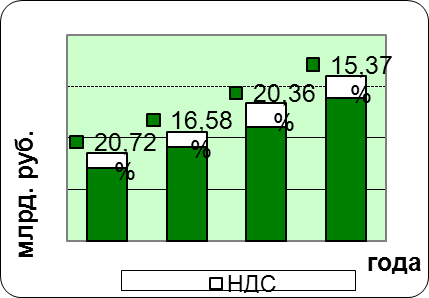 15,37
%
20,36
%
16,58
%
20,72
%
млрд. руб.
года
НДС